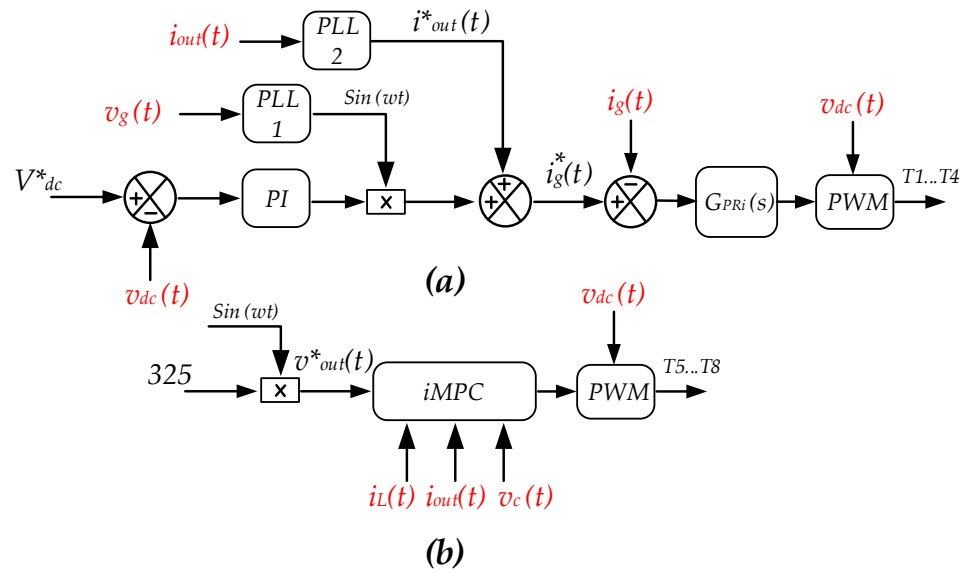 iout(t)
PLL
2
i*out(t)
vg(t)
PLL
1
Sin(wt)
ig(t)
vdc(t)
V*dc
+
−
PI
x
+
+
i*g(t)
−
+
GPRi(s)
PWM
T1...T4
vdc(t)
(a)
Sin(wt)
vdc(t)
325
x
v*out(t)
iMPC
PWM
T5...T8
iL(t)
iout(t)
vc(t)
(b)